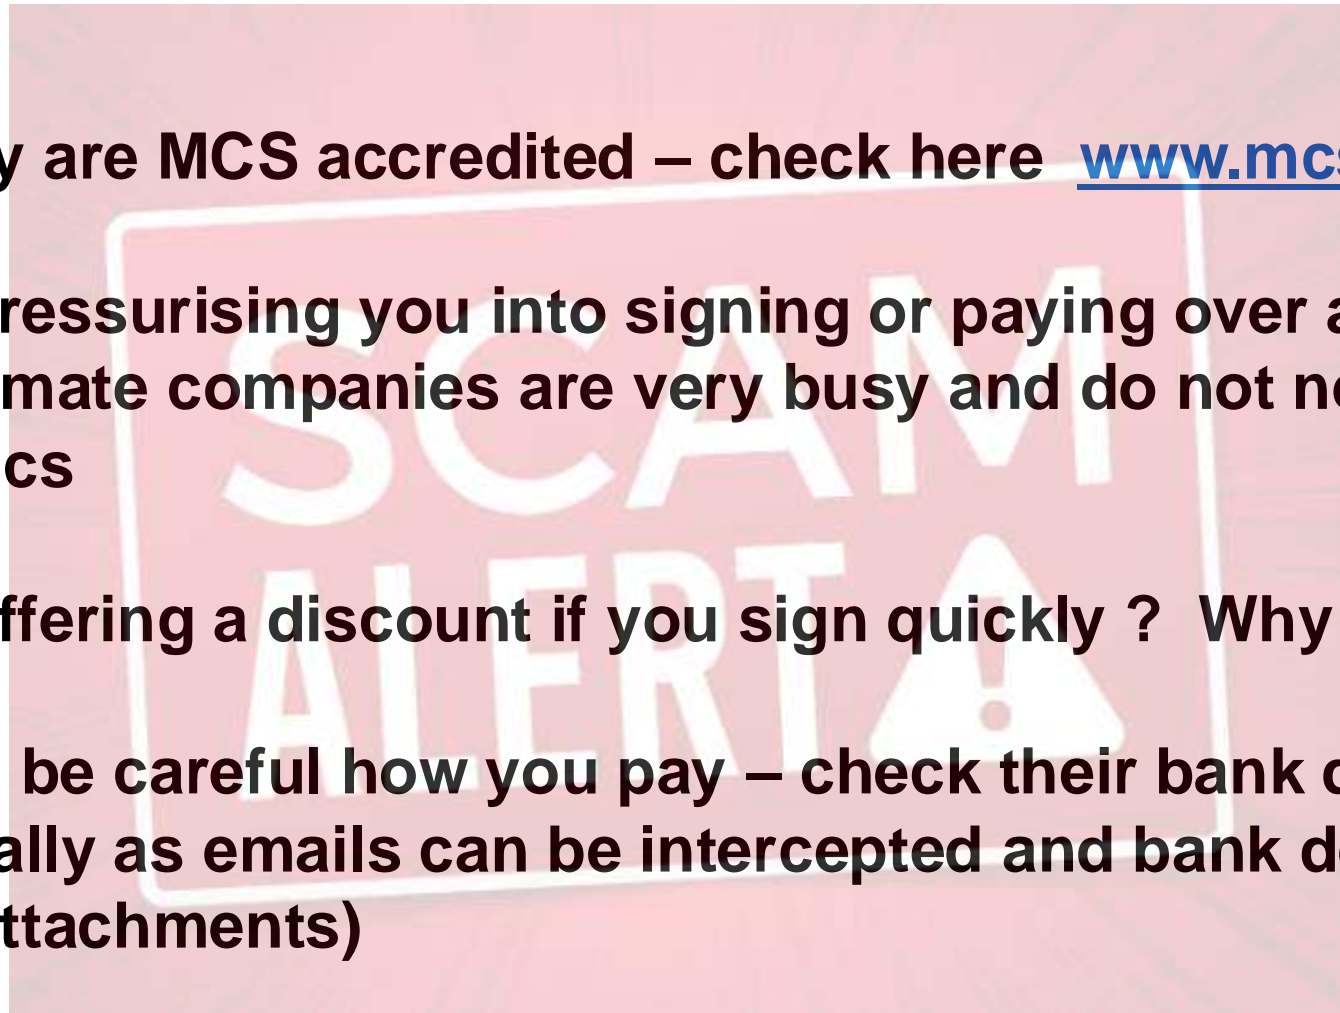 y are MCS accredited – check here www.mcs
ressurising you into signing or paying over a
mate companies are very busy and do not ne
cs
ffering a discount if you sign quickly ? Why
be careful how you pay – check their bank d
ally as emails can be intercepted and bank de
ttachments)
SCAM
ALERT